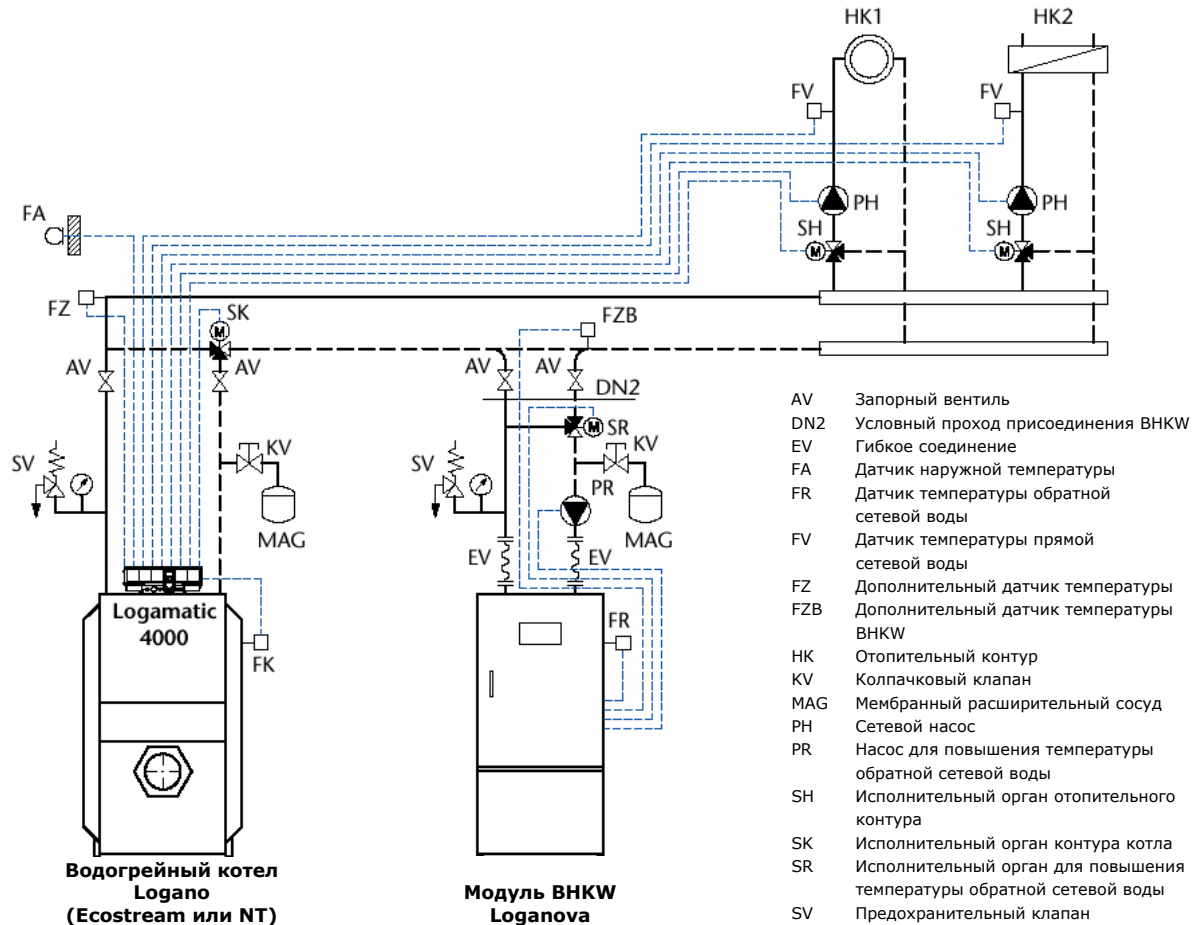 HK1
HK2
FV
FV
PH
PH
SH
SH
M
M
FA
FZ
SK
M
FZB
AV
AV
AV
AV
DN2
M
SR
SV
KV
MAG
SV
PR
KV
MAG
EV
EV
Logamatic
4000
FK
FR
Водогрейный котел
Logano
(Ecostream или NT)
Модуль BHKW
Loganova
AV Запорный вентиль
DN2 Условный проход присоединения BHKW
EV Гибкое соединение
FA Датчик наружной температуры
FR Датчик температуры обратной
сетевой воды
FV Датчик температуры прямой
сетевой воды
FZ Дополнительный датчик температуры
FZB Дополнительный датчик температуры
BHKW
HK Отопительный контур
KV Колпачковый клапан
MAG Мембранный расширительный сосуд
PH Сетевой насос
PR Насос для повышения температуры
обратной сетевой воды
SH Исполнительный орган отопительного
контура
SK Исполнительный орган контура котла
SR Исполнительный орган для повышения
температуры обратной сетевой воды
SV Предохранительный клапан